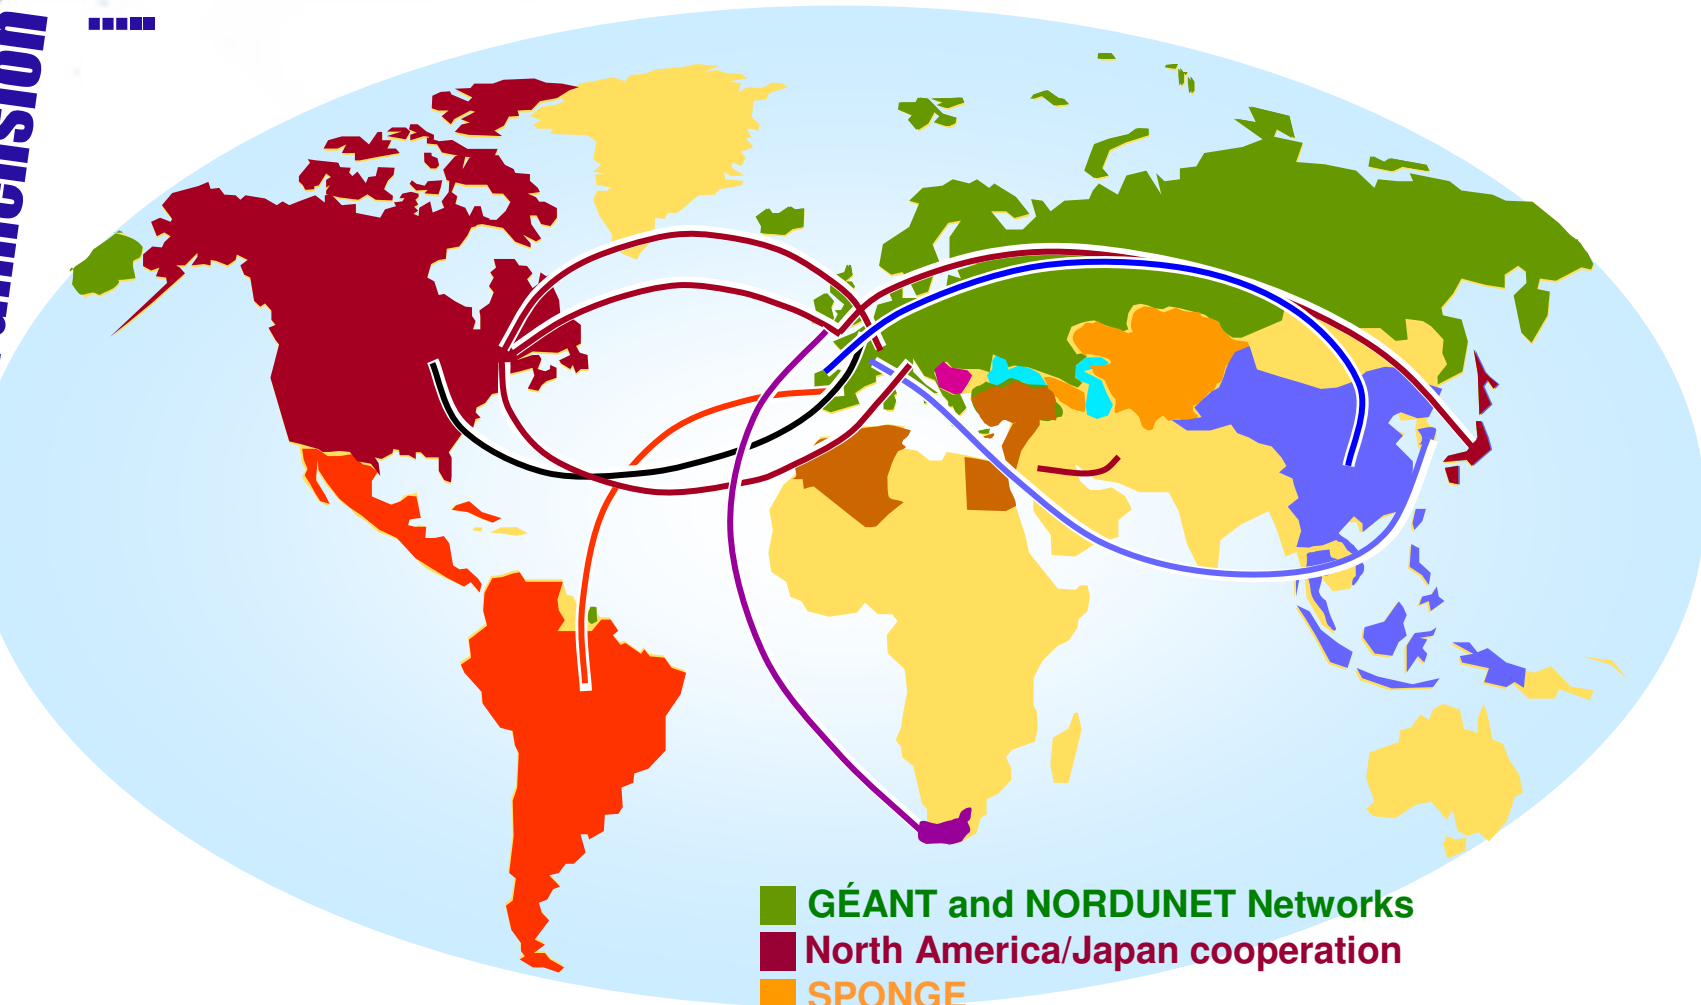 GÉANT and NORDUNET Networks
North America/Japan cooperation
SPONGE